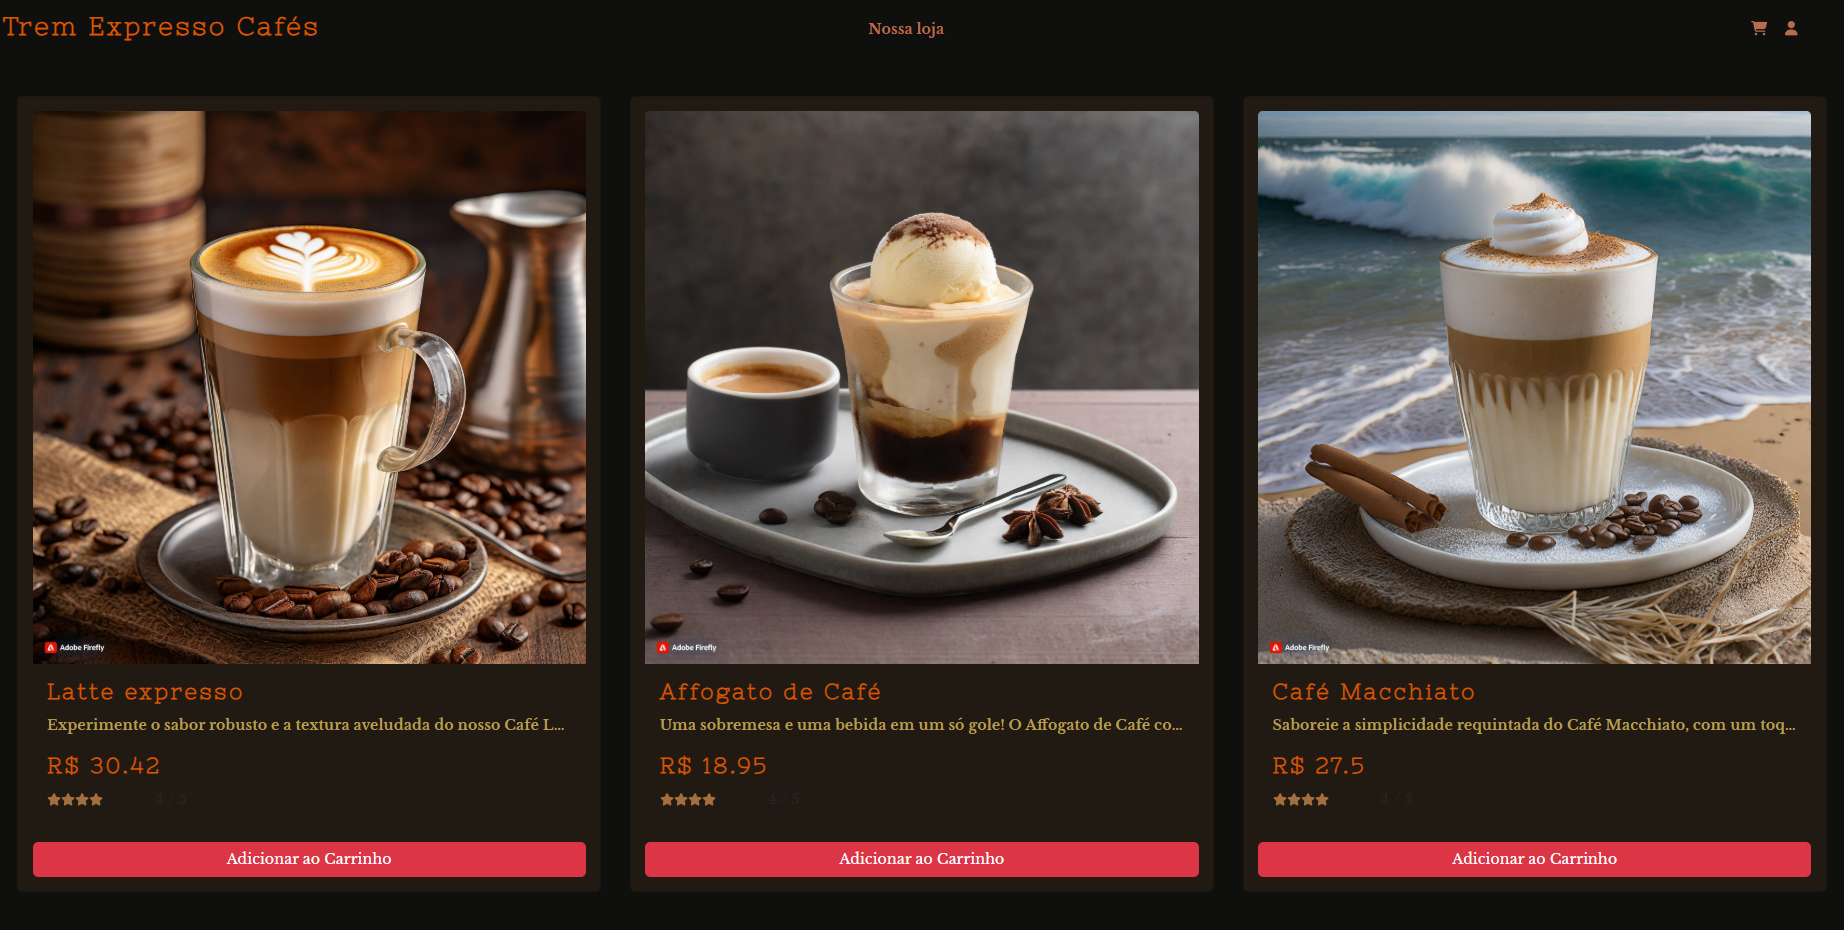 Trem Expresso Cafés
Nossa loja
Adobe Firefly
Adobe Firefly
Adobe Firefly
Latte expresso
Experimente o sabor robusto e a textura aveludada do nosso Café L...
R$ 30.42
4 / 5
Adicionar ao Carrinho
Affogato de Café
Uma sobremesa e uma bebida em um só gole! O Affogato de Café co...
R$ 18.95
4 / 5
Adicionar ao Carrinho
Café Macchiato
Saboreie a simplicidade requintada do Café Macchiato, com um toq...
R$ 27.5
4 / 5
Adicionar ao Carrinho